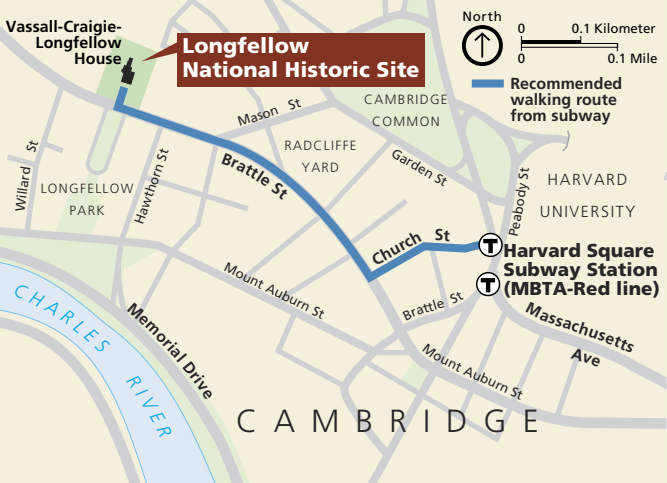 Vassall-Craigie-
Longfellow
House
Longfellow
National Historic Site
North
0 0.1 Kilometer
0 0.1 Mile
Recommended
walking route
from subway
CAMBRIDGE
COMMON
Mason St
RADCLIFFE
YARD
Garden St
Brattle St
Willard St
LONGFELLOW
PARK
Hawthorn St
Peabody St
HARVARD
UNIVERSITY
Church St
T
Harvard Square
Subway Station
(MBTA-Red line)
T
Mount Auburn St
Brattle St
Massachusetts
Ave
Memorial Drive
CHARLES RIVER
Mount Auburn St
CAMBRIDGE